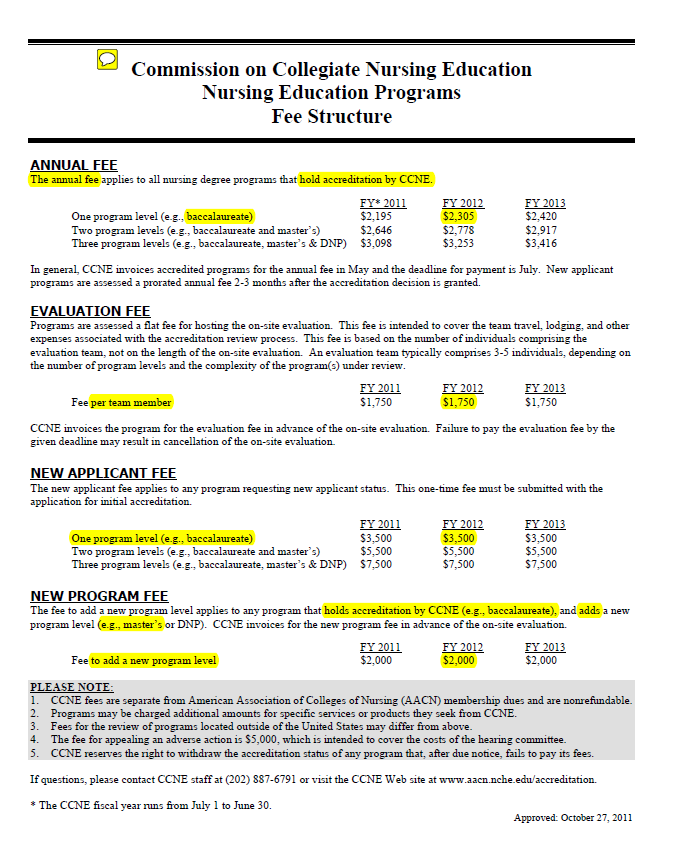 Commission on Collegiate Nursing Education
Nursing Education Programs
Fee Structure
ANNUAL FEE
The annual fee applies to all nursing degree programs that hold accreditation by CCNE.
FY* 2011 FY 2012 FY 2013
One program level (e.g., baccalaureate) $2,195 $2,305 $2,420
Two program levels (e.g., baccalaureate and master's) $2,646 $2,778 $2,917
Three program levels (e.g., baccalaureate, master's & DNP) $3,098 $3,253 $3,416
In general, CCNE invoices accredited programs for the annual fee in May and the deadline for payment is July. New applicant
programs are assessed a prorated annual fee 2-3 months after the accreditation decision is granted.
EVALUATION FEE
Programs are assessed a flat fee for hosting the on-site evaluation. This fee is intended to cover the team travel, lodging, and other
expenses associated with the accreditation review process. This fee is based on the number of individuals comprising the
evaluation team, not on the length of the on-site evaluation. An evaluation team typically comprises 3-5 individuals, depending on
the number of program levels and the complexity of the program(s) under review.
FY 2011 FY 2012 FY 2013
Fee per team member $1,750 $1,750 $1,750
CCNE invoices the program for the evaluation fee in advance of the on-site evaluation. Failure to pay the evaluation fee by the
given deadline may result in cancellation of the on-site evaluation.
NEW APPLICANT FEE
The new applicant fee applies to any program requesting new applicant status. This one-time fee must be submitted with the
application for initial accreditation.
FY 2011 FY 2012 FY 2013
One program level (e.g., baccalaureate) $3,500 $3,500 $3,500
Two program levels (e.g., baccalaureate and master's) $5,500 $5,500 $5,500
Three program levels (e.g., baccalaureate, master's & DNP) $7,500 $7,500 $7,500
NEW PROGRAM FEE
The fee to add a new program level applies to any program that holds accreditation by CCNE (e.g., baccalaureate), and adds a new
program level (e.g., master's or DNP). CCNE invoices for the new program fee in advance of the on-site evaluation.
FY 2011 FY 2012 FY 2013
Fee to add a new program level $2,000 $2,000 $2,000
PLEASE NOTE:
1. CCNE fees are separate from American Association of Colleges of Nursing (AACN) membership dues and are nonrefundable.
2. Programs may be charged additional amounts for specific services or products they seek from CCNE.
3. Fees for the review of programs located outside of the United States may differ from above.
4. The fee for appealing an adverse action is $5,000, which is intended to cover the costs of the hearing committee.
5. CCNE reserves the right to withdraw the accreditation status of any program that, after due notice, fails to pay its fees.
If questions, please contact CCNE staff at (202) 887-6791 or visit the CCNE Web site at www.aacn.nche.edu/accreditation.
* The CCNE fiscal year runs from July 1 to June 30.
Approved: October 27, 2011